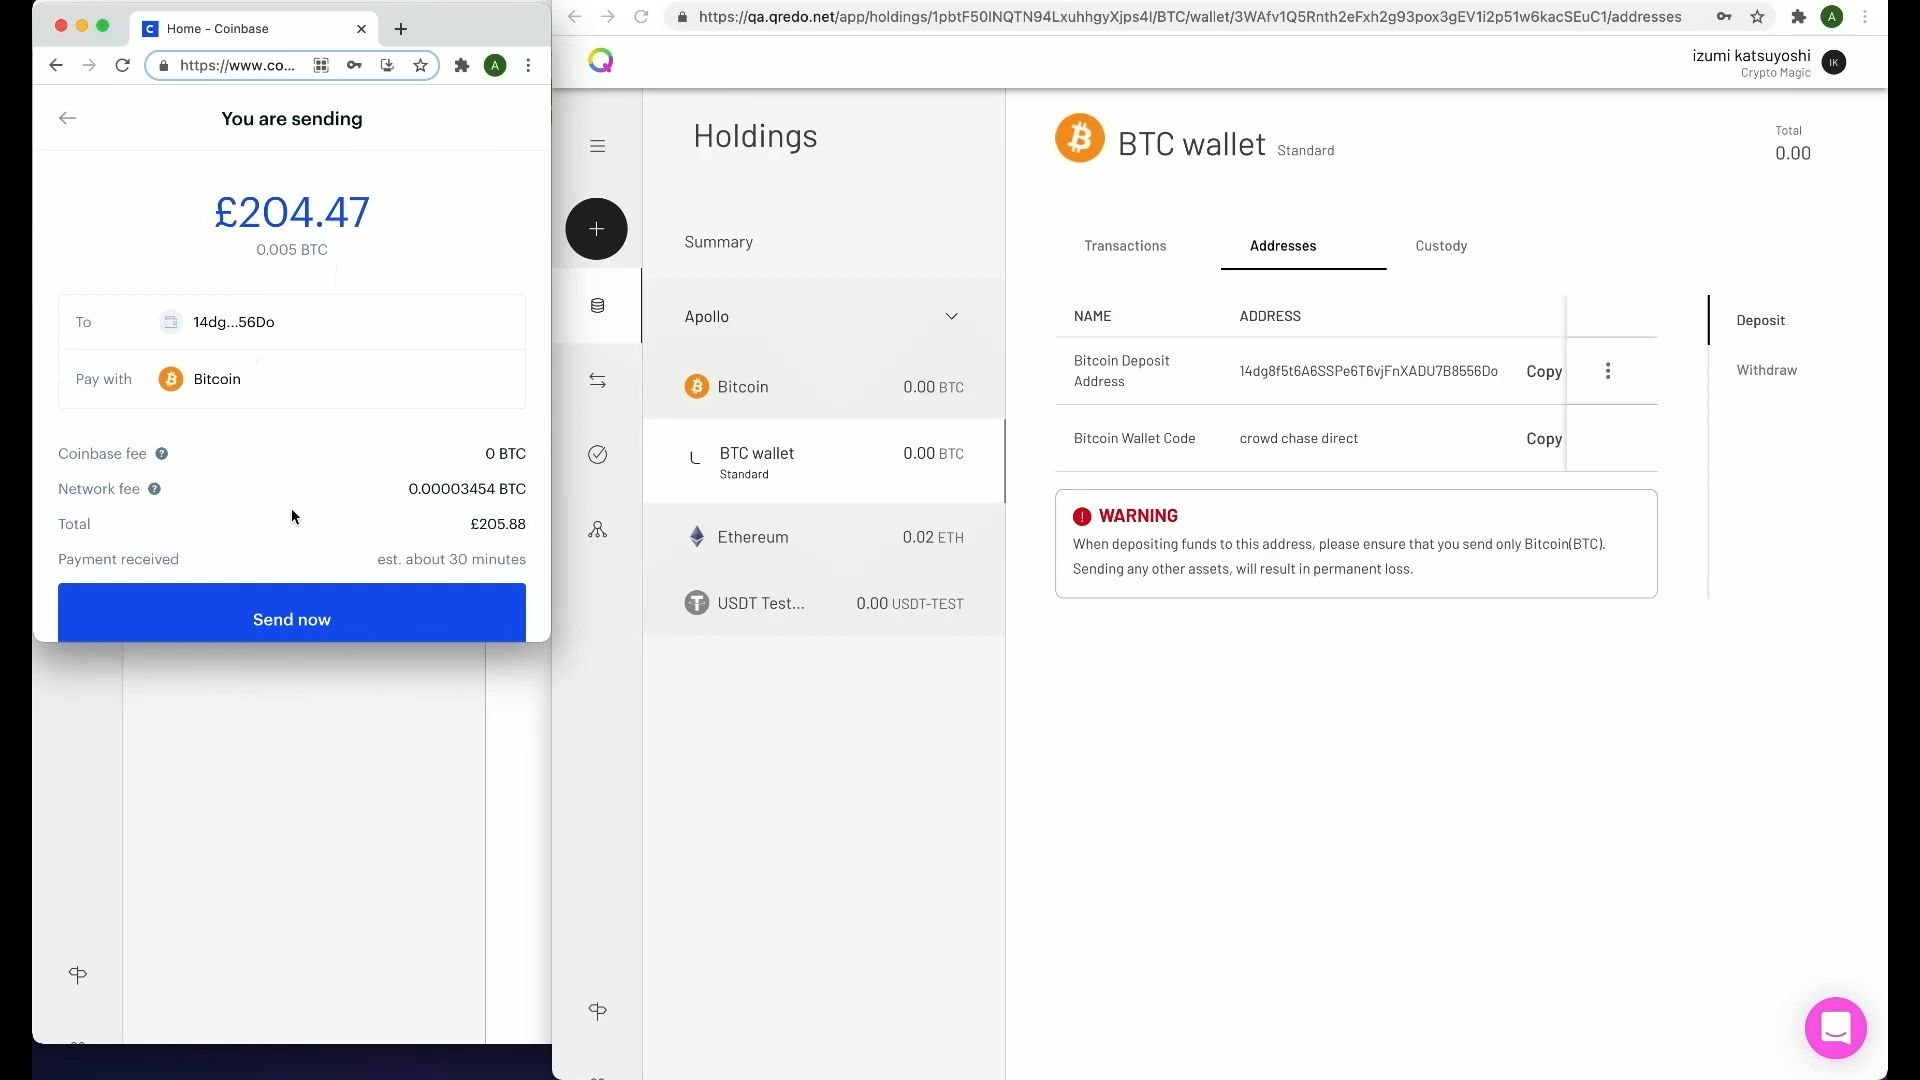 Home - Coinbase
https://www.co...
A
You are sending
£204.47
0.005 BTC
To 14dg...56Do
Pay with Bitcoin
Coinbase fee ? 0 BTC
Network fee ? 0.00003454 BTC
Total £205.88
Payment received est. about 30 minutes
Send now
https://qa.qredo.net/app/holdings/1pbtF50INQTN94LxuhhgyXjps4I/BTC/wallet/3WAfv1Q5Rnth2eFxh2g93pox3gEV1i2p51w6kacSEuC1/addresses
A
izumi katsuyoshi
Crypto Magic
IK
Holdings
Summary
Apollo
Bitcoin 0.00 BTC
BTC wallet 0.00 BTC
Standard
Ethereum 0.02 ETH
USDT Test... 0.00 USDT-TEST
BTC wallet Standard
Total
0.00
Transactions Addresses Custody
NAME ADDRESS
Bitcoin Deposit
Address
14dg8f5t6A6SSPe6T6vjFnXADU7B8556Do Copy
Bitcoin Wallet Code crowd chase direct Copy
Deposit
Withdraw
! WARNING
When depositing funds to this address, please ensure that you send only Bitcoin(BTC).
Sending any other assets, will result in permanent loss.